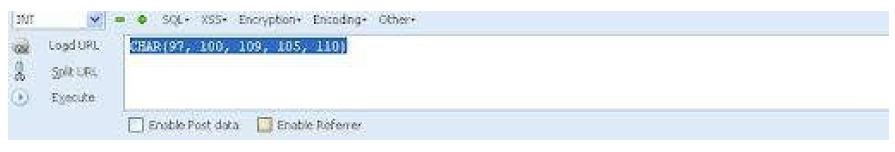 INT SQL- XSS- Encryption- Encoding- Other-
Load URL CHAR(97, 100, 109, 105, 110)
Split URL
Execute
Enable Post data Enable Referrer